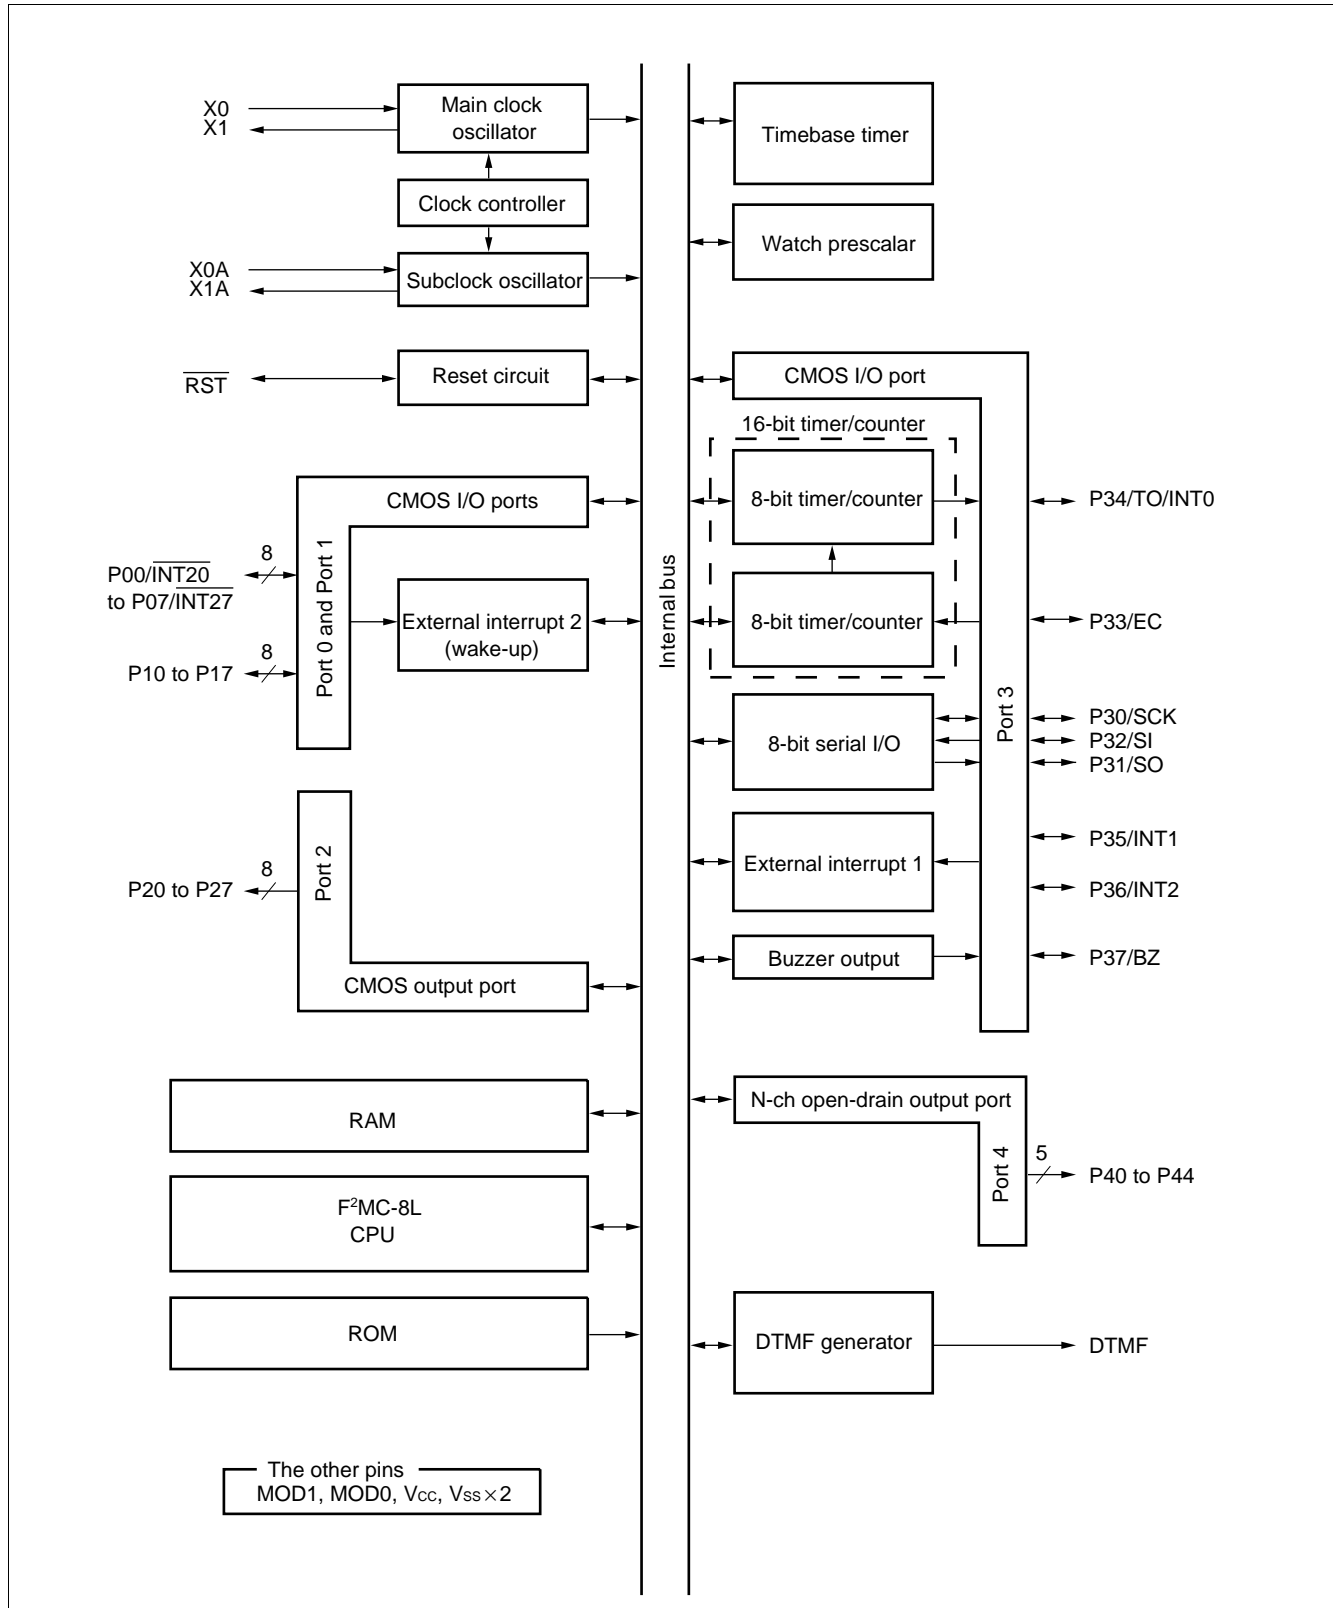 X0
X1
Main clock
oscillator
Clock controller
X0A
X1A
Subclock oscillator
RST
Reset circuit
CMOS I/O ports
Port 0 and Port 1
8
P00/INT20
to P07/INT27
External interrupt 2
(wake-up)
8
P10 to P17
Port 2
8
P20 to P27
CMOS output port
RAM
F²MC-8L
CPU
ROM
The other pins
MOD1, MOD0, VCC, VSS×2
Internal bus
Timebase timer
Watch prescalar
CMOS I/O port
16-bit timer/counter
8-bit timer/counter
8-bit timer/counter
8-bit serial I/O
External interrupt 1
Buzzer output
Port 3
P34/TO/INT0
P33/EC
P30/SCK
P32/SI
P31/SO
P35/INT1
P36/INT2
P37/BZ
N-ch open-drain output port
Port 4
5
P40 to P44
DTMF generator
DTMF